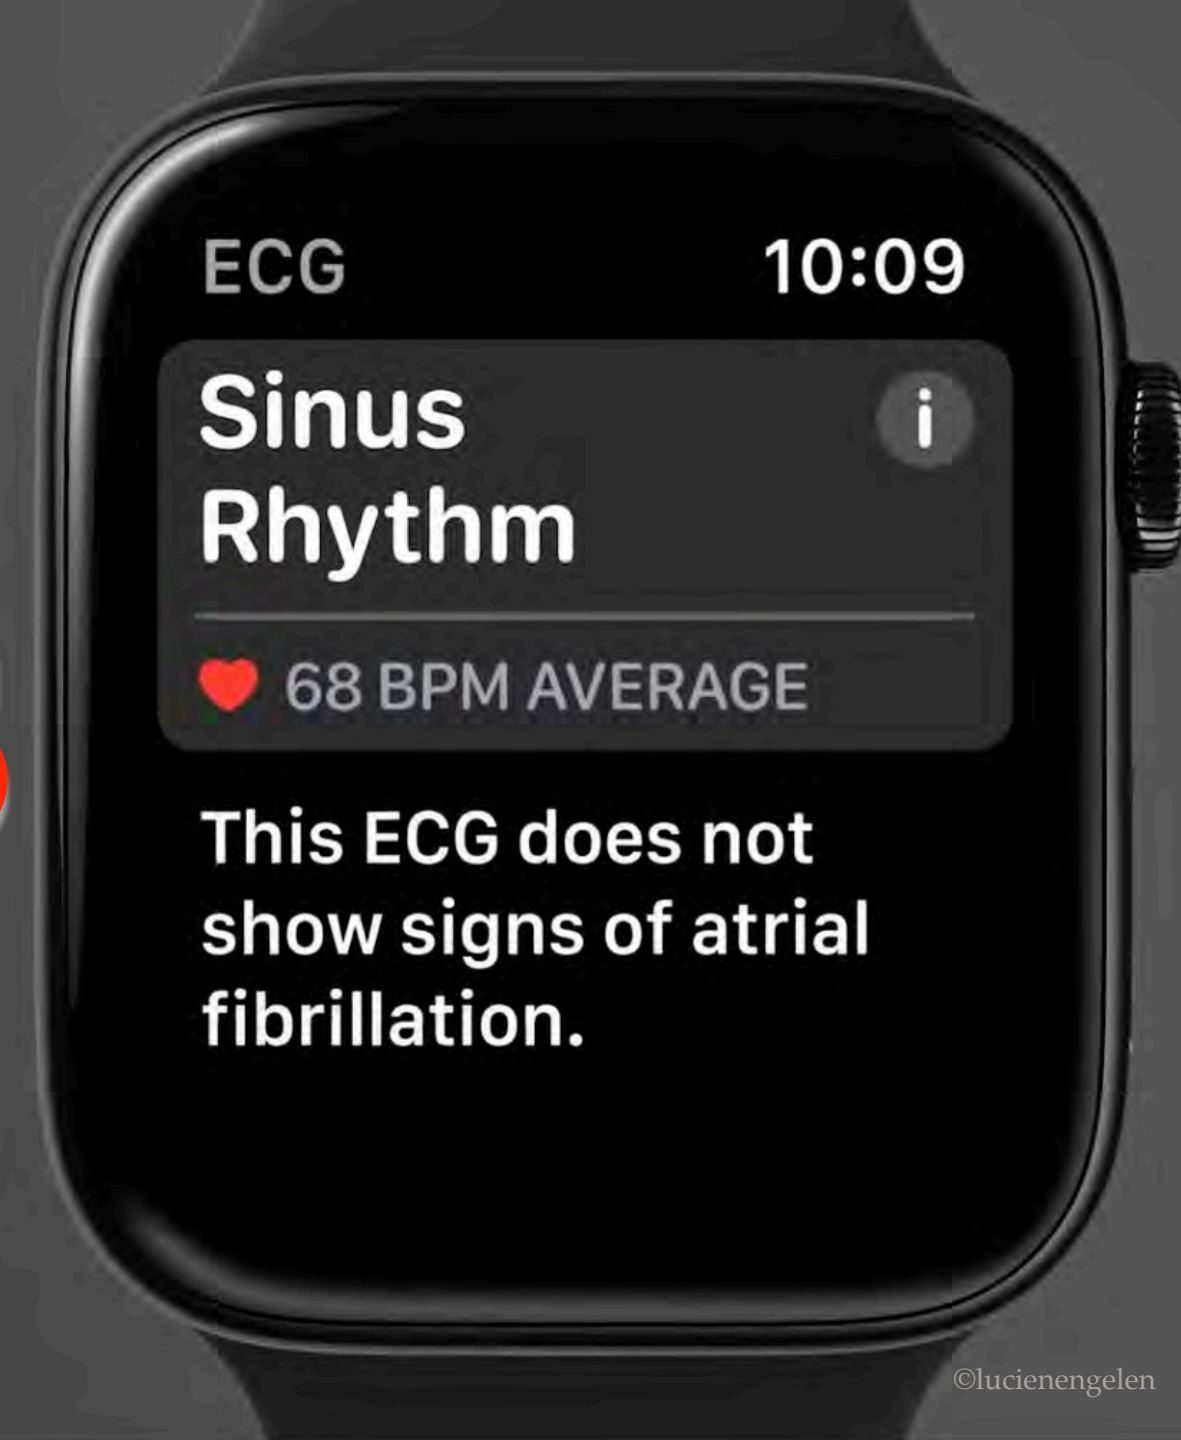 ECG 10:09
Sinus
Rhythm
i
68 BPM AVERAGE
This ECG does not
show signs of atrial
fibrillation.
©lucienengelen